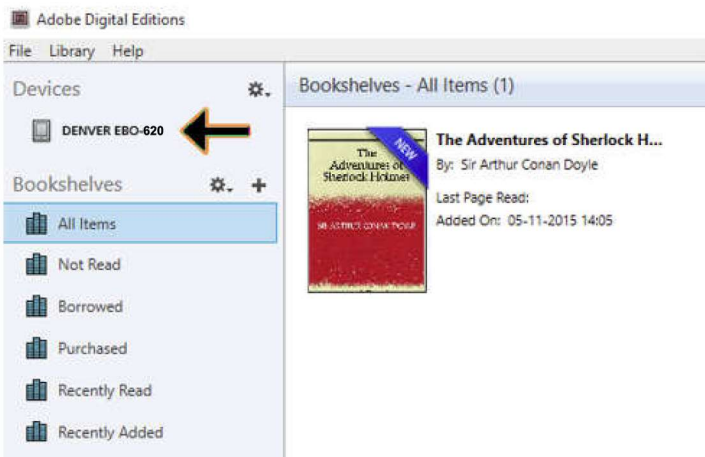 Adobe Digital Editions
File Library Help
Devices
DENVER EBO-620
Bookshelves
All Items
Not Read
Borrowed
Purchased
Recently Read
Recently Added
Bookshelves - All Items (1)
NEW
The
Adventures of
Sherlock Holmes
SIR ARTHUR CONAN DOYLE
The Adventures of Sherlock H...
By: Sir Arthur Conan Doyle
Last Page Read:
Added On: 05-11-2015 14:05